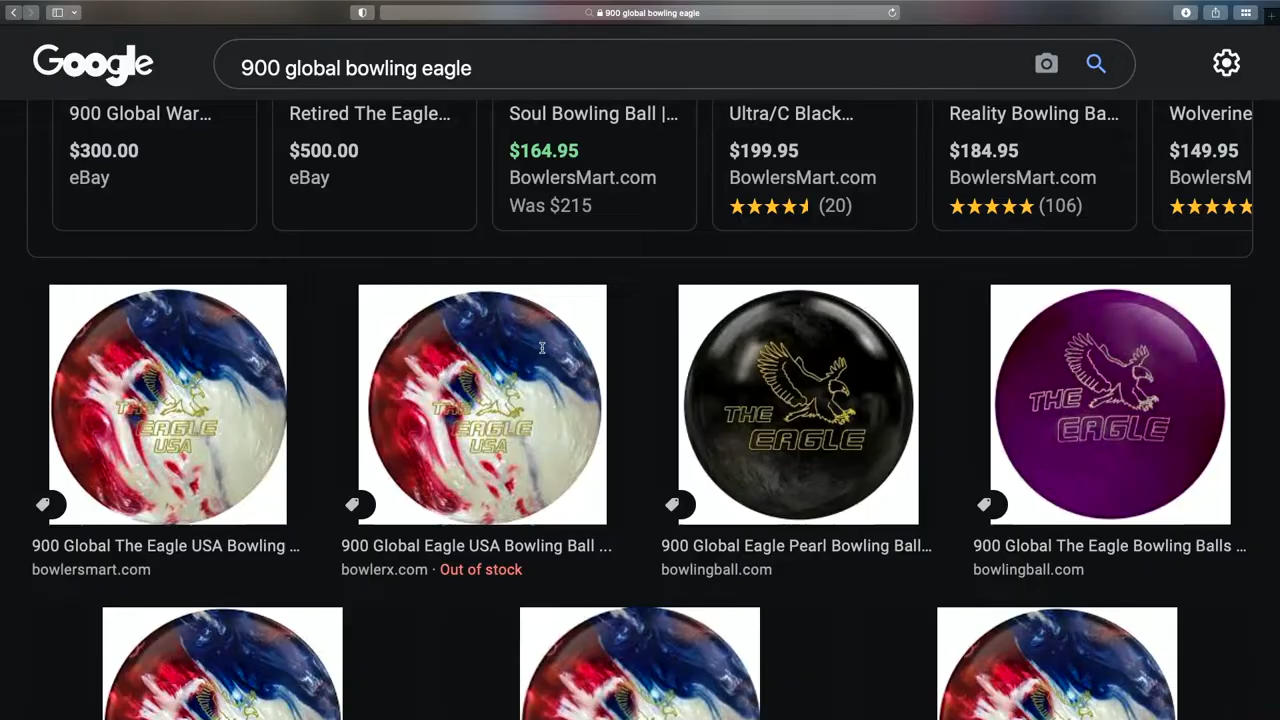 900 global bowling eagle
Google
900 global bowling eagle
900 Global War...
$300.00
eBay
Retired The Eagle...
$500.00
eBay
Soul Bowling Ball |...
$164.95
BowlersMart.com
Was $215
Ultra/C Black...
$199.95
BowlersMart.com
(20)
Reality Bowling Ba...
$184.95
BowlersMart.com
(106)
Wolverine
$149.95
BowlersM
THE
EAGLE
USA
900 Global The Eagle USA Bowling ...
bowlersmart.com
THE
EAGLE
USA
900 Global Eagle USA Bowling Ball ...
bowlerx.com · Out of stock
THE
EAGLE
900 Global Eagle Pearl Bowling Ball...
bowlingball.com
THE
EAGLE
900 Global The Eagle Bowling Balls ...
bowlingball.com